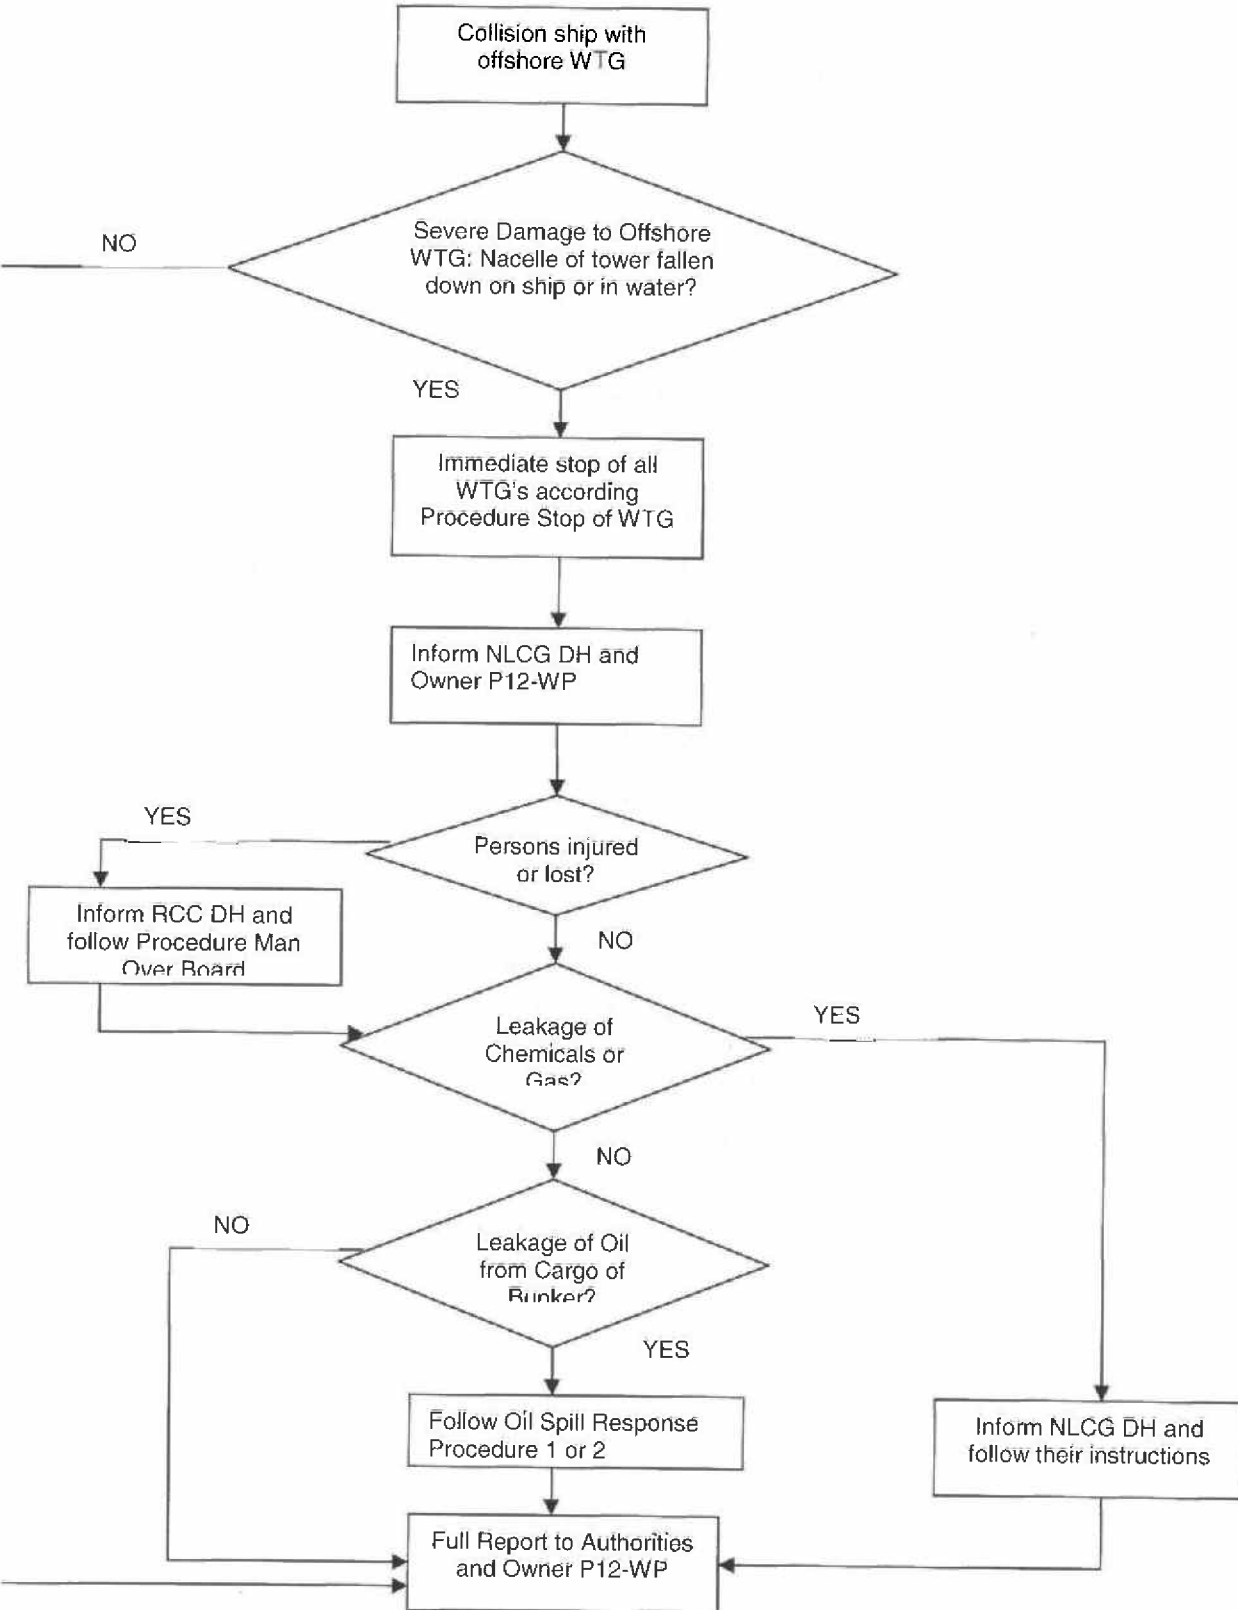 Collision ship with
offshore WTG
NO
Severe Damage to Offshore
WTG: Nacelle of tower fallen
down on ship or in water?
YES
Immediate stop of all
WTG's according
Procedure Stop of WTG
Inform NLCG DH and
Owner P12-WP
YES
Persons injured
or lost?
Inform RCC DH and
follow Procedure Man
Over Board
NO
YES
Leakage of
Chemicals or
Gas?
NO
NO
Leakage of Oil
from Cargo of
Bunker?
YES
Follow Oil Spill Response
Procedure 1 or 2
Inform NLCG DH and
follow their instructions
Full Report to Authorities
and Owner P12-WP